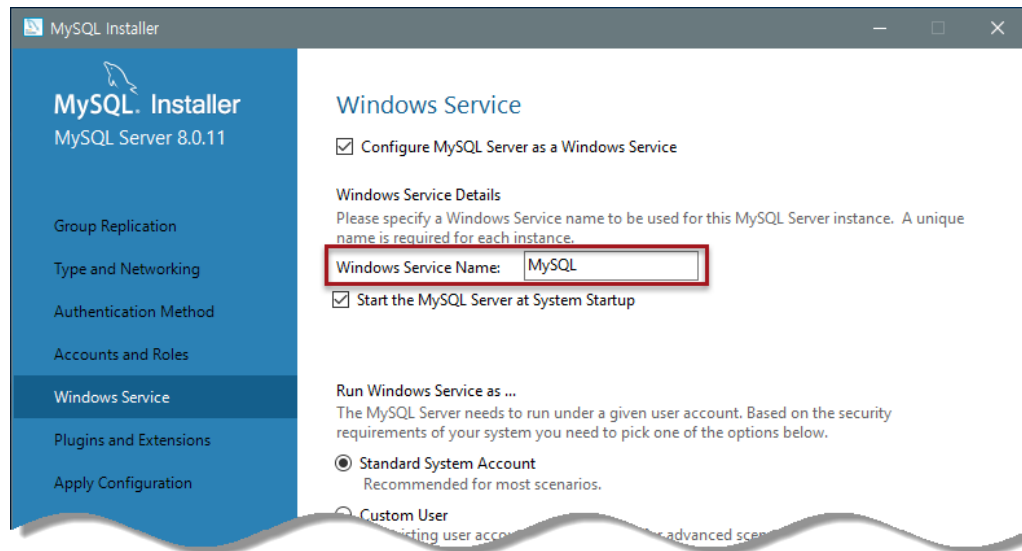 MySQL Installer
MySQL. Installer
MySQL Server 8.0.11
Group Replication
Type and Networking
Authentication Method
Accounts and Roles
Windows Service
Plugins and Extensions
Apply Configuration
Windows Service
Configure MySQL Server as a Windows Service
Windows Service Details
Please specify a Windows Service name to be used for this MySQL Server instance. A unique
name is required for each instance.
Windows Service Name: MySQL
Start the MySQL Server at System Startup
Run Windows Service as ...
The MySQL Server needs to run under a given user account. Based on the security
requirements of your system you need to pick one of the options below.
Standard System Account
Recommended for most scenarios.
Custom User
user advanced